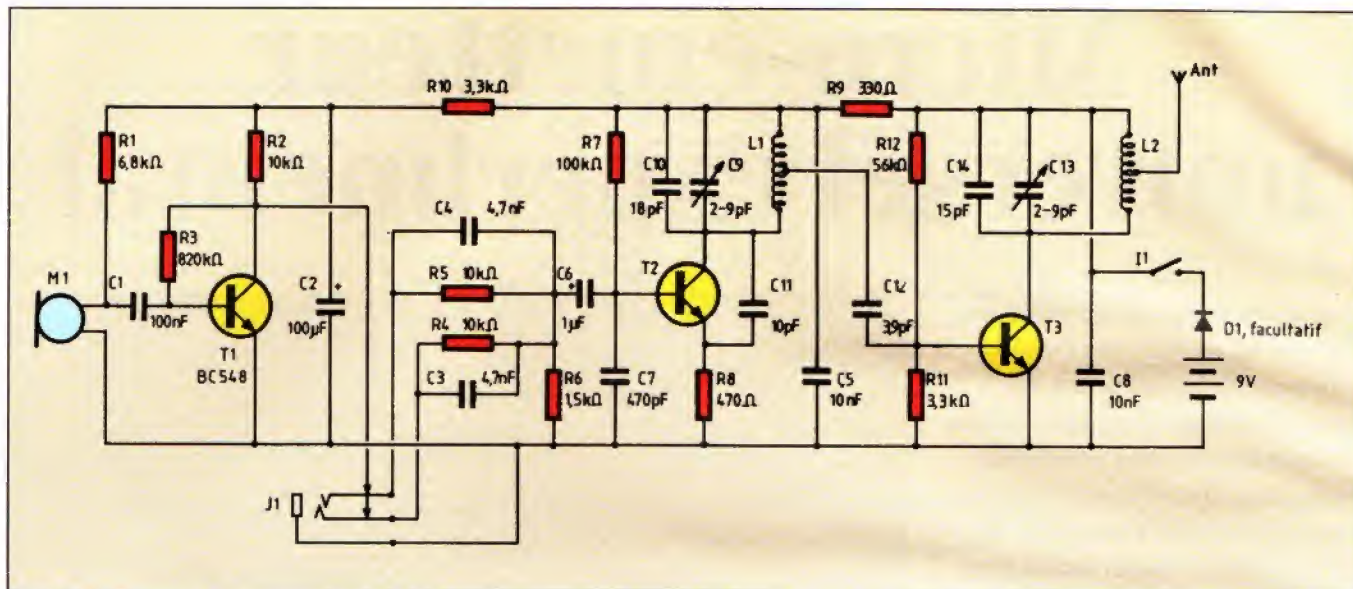 R10 3,3kΩ
Ant
R9 330Ω
R1
6,8kΩ
R2
10kΩ
R7
100kΩ
C10
18pF
C9
2-9pF
L1
R12
56kΩ
C14
15pF
C13
2-9pF
L2
C4 4,7nF
R3
820kΩ
M1
C1
100nF
C2 +
100µF
R5 10kΩ
C6
+
1µF
T2
C11
10pF
C12
3,9pF
I1
D1, facultatif
T1
BC548
R4 10kΩ
T3
C3 4,7nF
R6
1,5kΩ
C7
470pF
R8
470Ω
C5
10nF
R11
3,3kΩ
C8
10nF
9V
J1